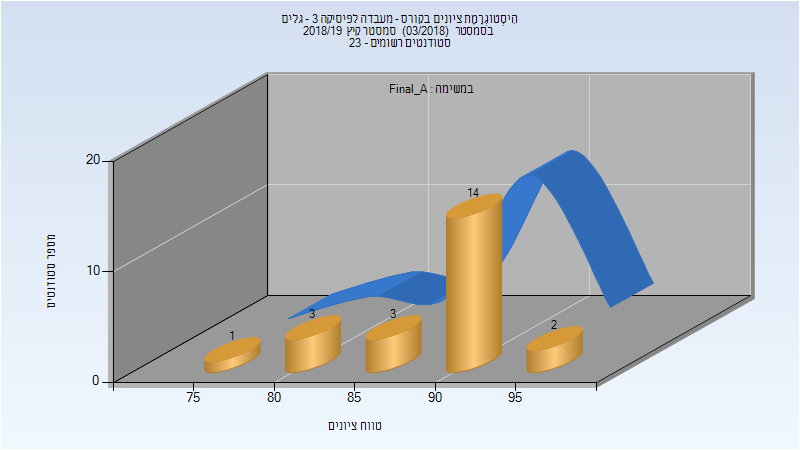 היסטוגרמת ציונים בקורס - מעבדה לפיסיקה 3 - גלים
בסמסטר (03/2018) סמסטר קיץ 2018/19
סטודנטים רשומים - 23
במשימה : Final_A
מספר סטודנטים
20
10
0
1
3
3
14
2
75 80 85 90 95
טווח ציונים